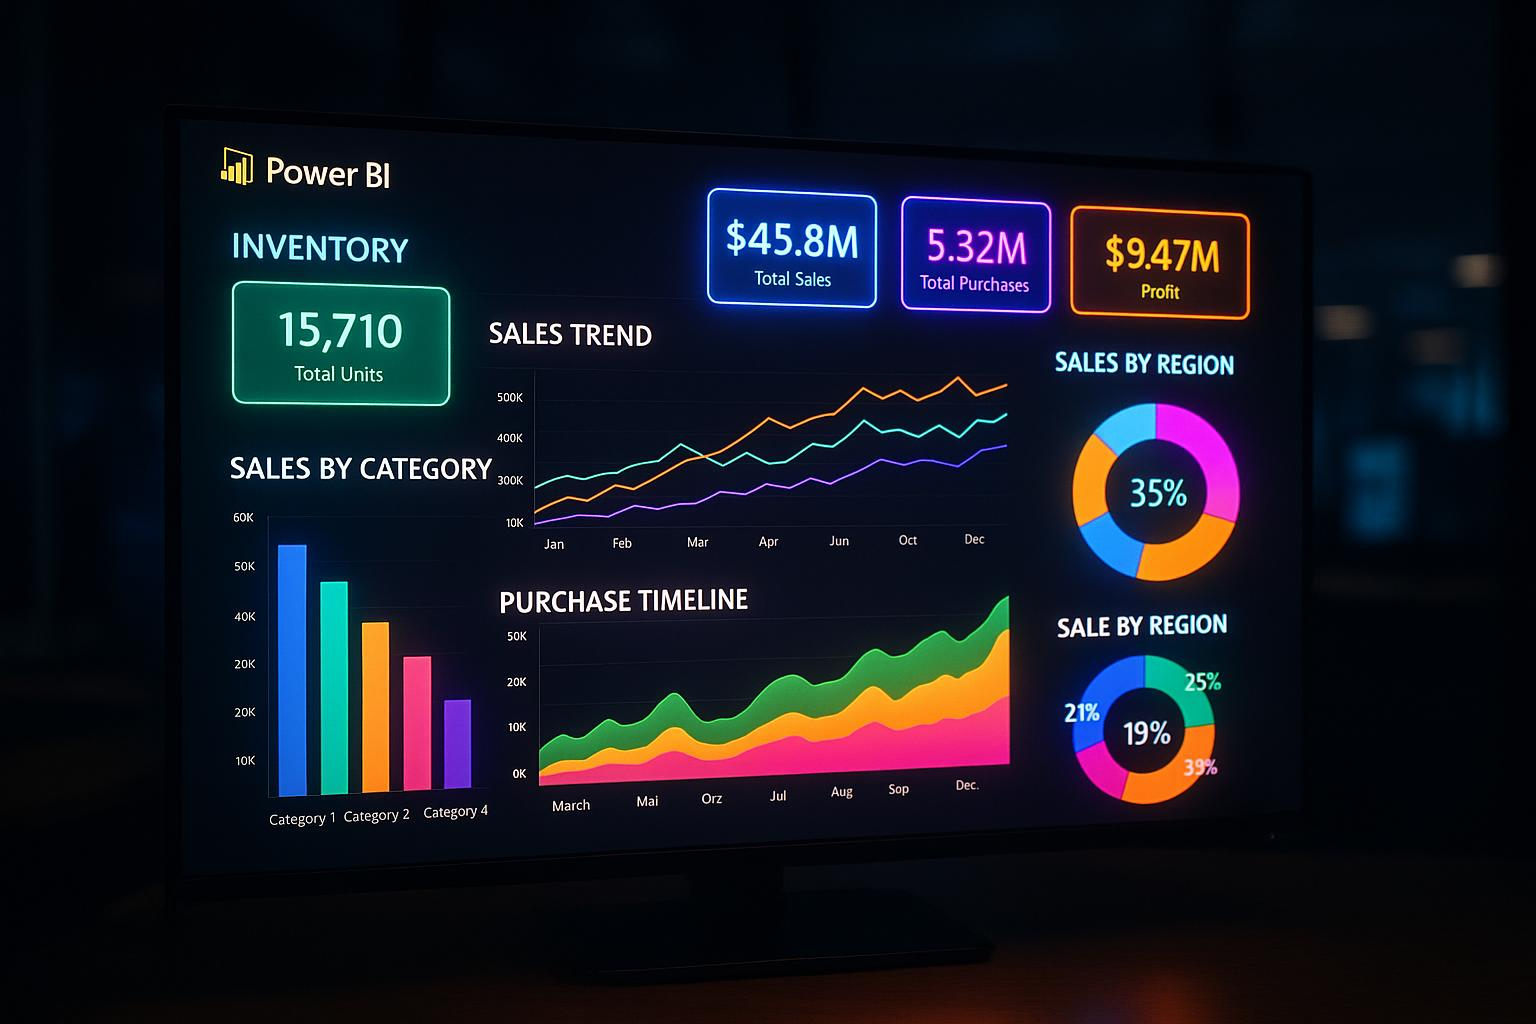 Power BI
INVENTORY
15,710
Total Units
$45.8M
Total Sales
5.32M
Total Purchases
$9.47M
Profit
SALES TREND
500K
400K
300K
10K
Jan Feb Mar Apr Jun Oct Dec
SALES BY REGION
35%
SALES BY CATEGORY
60K
50K
40K
20K
20K
10K
Category 1 Category 2 Category 4
PURCHASE TIMELINE
50K
20K
10K
0K
March Mai Orz Jul Aug Sop Dec.
SALE BY REGION
25%
21%
19%
39%